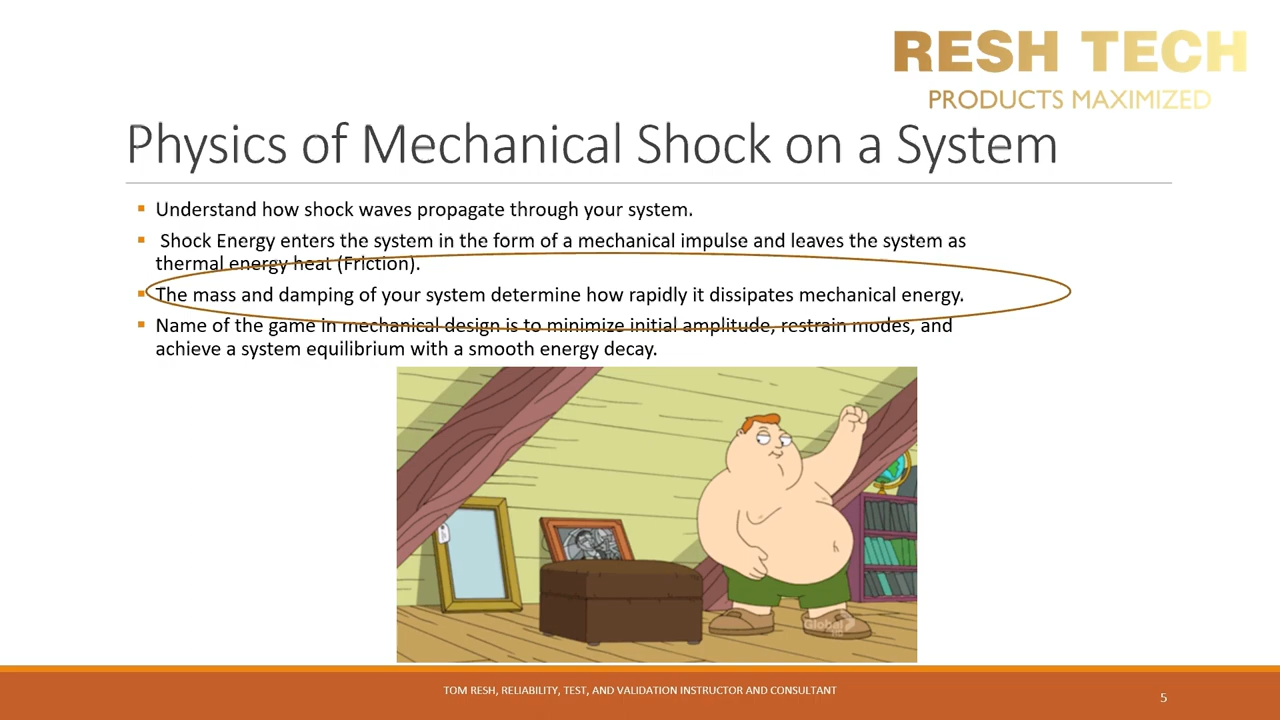 RESH TECH
PRODUCTS MAXIMIZED
Physics of Mechanical Shock on a System
Understand how shock waves propagate through your system.
Shock Energy enters the system in the form of a mechanical impulse and leaves the system as
thermal energy heat (Friction).
The mass and damping of your system determine how rapidly it dissipates mechanical energy.
Name of the game in mechanical design is to minimize initial amplitude, restrain modes, and
achieve a system equilibrium with a smooth energy decay.
Global
HD
TOM RESH, RELIABILITY, TEST, AND VALIDATION INSTRUCTOR AND CONSULTANT
5